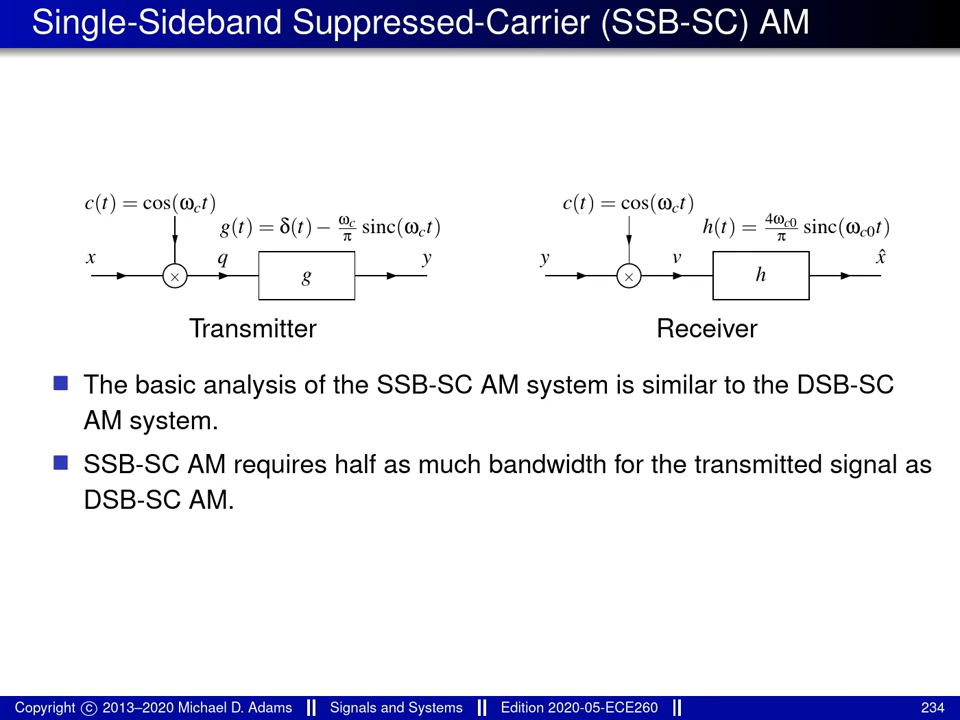 Single-Sideband Suppressed-Carrier (SSB-SC) AM
c(t) = cos(ω_c t)
g(t) = δ(t) − ω_c/π sinc(ω_c t)
x
×
q
g
y
Transmitter
c(t) = cos(ω_c t)
h(t) = 4ω_c0/π sinc(ω_c0 t)
y
×
v
h
x̂
Receiver
The basic analysis of the SSB-SC AM system is similar to the DSB-SC
AM system.
SSB-SC AM requires half as much bandwidth for the transmitted signal as
DSB-SC AM.
Copyright © 2013–2020 Michael D. Adams Signals and Systems Edition 2020-05-ECE260 234